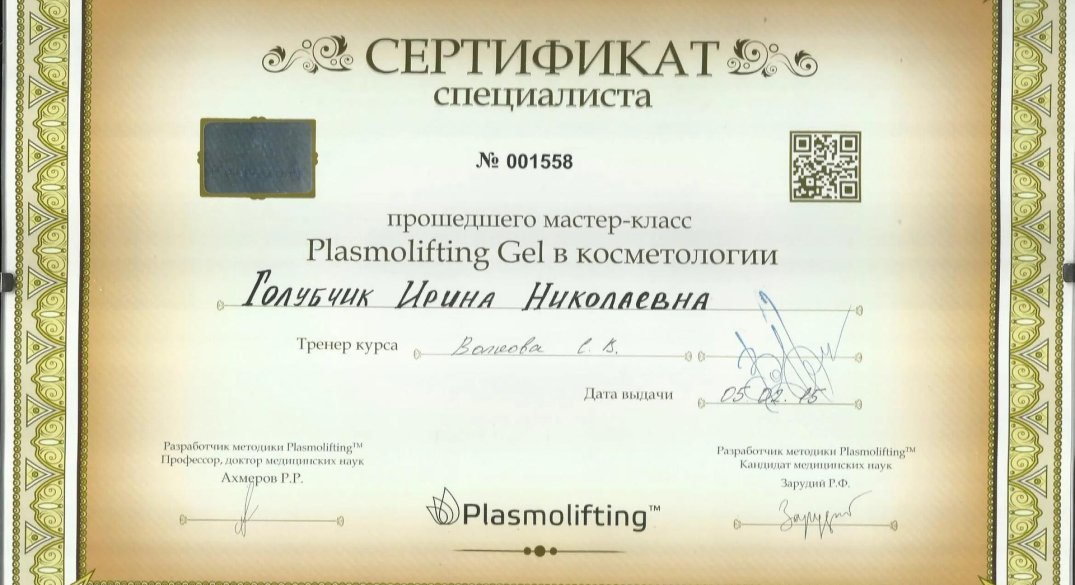 СЕРТИФИКАТ
специалиста
№ 001558
прошедшего мастер-класс
Plasmolifting Gel в косметологии
Голубчик Ирина Николаевна
Тренер курса Волкова С. В.
Дата выдачи 05.02.15
Разработчик методики Plasmolifting™
Профессор, доктор медицинских наук
Ахмеров Р.Р.
Разработчик методики Plasmolifting™
Кандидат медицинских наук
Зарудий Р.Ф.
Plasmolifting™